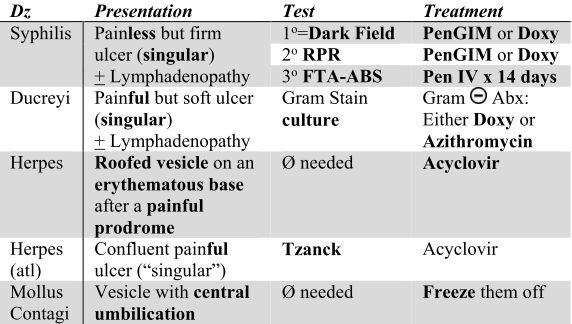 Dz Presentation Test Treatment
Syphilis Painless but firm 1º=Dark Field PenGIM or Doxy
ulcer (singular) 2º RPR PenGIM or Doxy
+ Lymphadenopathy 3º FTA-ABS Pen IV x 14 days
Ducreyi Painful but soft ulcer Gram Stain Gram ⊖ Abx:
(singular) culture Either Doxy or
+ Lymphadenopathy Azithromycin
Herpes Roofed vesicle on an Ø needed Acyclovir
erythematous base
after a painful
prodrome
Herpes Confluent painful Tzanck Acyclovir
(atl) ulcer (“singular”)
Mollus Vesicle with central Ø needed Freeze them off
Contagi umbilication